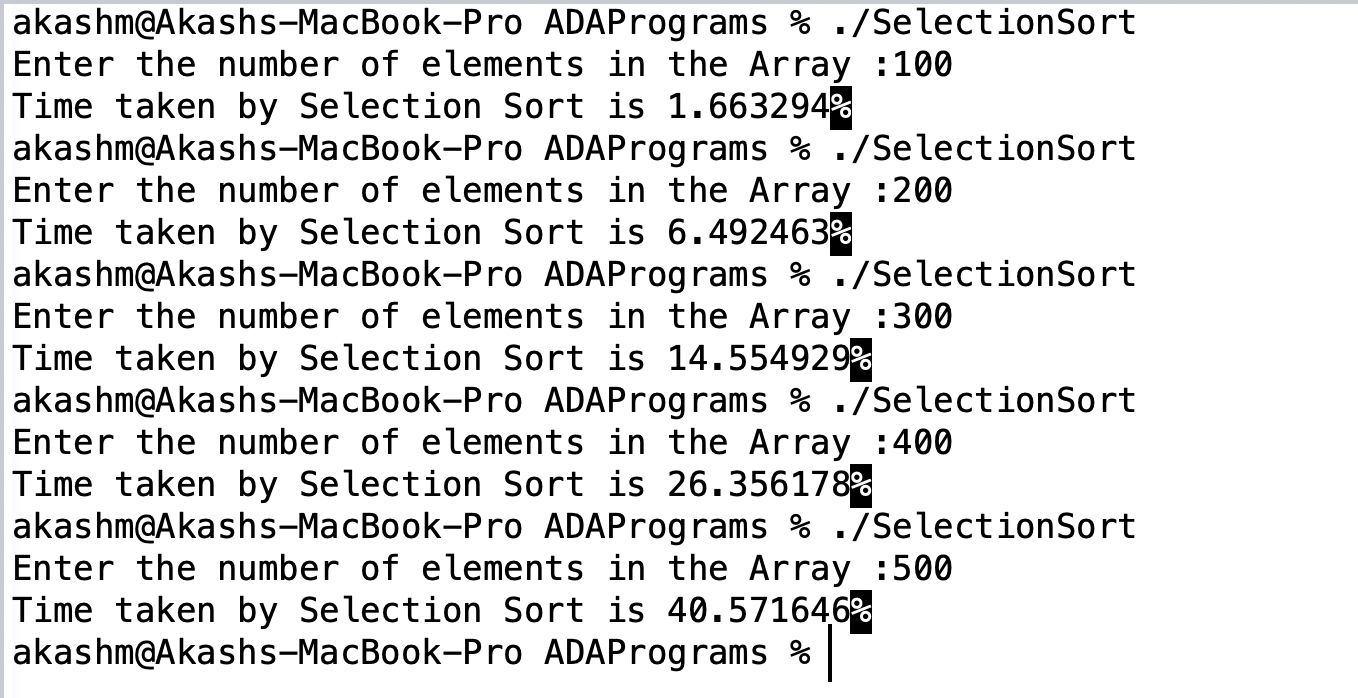 akashm@Akashs-MacBook-Pro ADAPrograms % ./SelectionSort
Enter the number of elements in the Array :100
Time taken by Selection Sort is 1.663294%
akashm@Akashs-MacBook-Pro ADAPrograms % ./SelectionSort
Enter the number of elements in the Array :200
Time taken by Selection Sort is 6.492463%
akashm@Akashs-MacBook-Pro ADAPrograms % ./SelectionSort
Enter the number of elements in the Array :300
Time taken by Selection Sort is 14.554929%
akashm@Akashs-MacBook-Pro ADAPrograms % ./SelectionSort
Enter the number of elements in the Array :400
Time taken by Selection Sort is 26.356178%
akashm@Akashs-MacBook-Pro ADAPrograms % ./SelectionSort
Enter the number of elements in the Array :500
Time taken by Selection Sort is 40.571646%
akashm@Akashs-MacBook-Pro ADAPrograms %